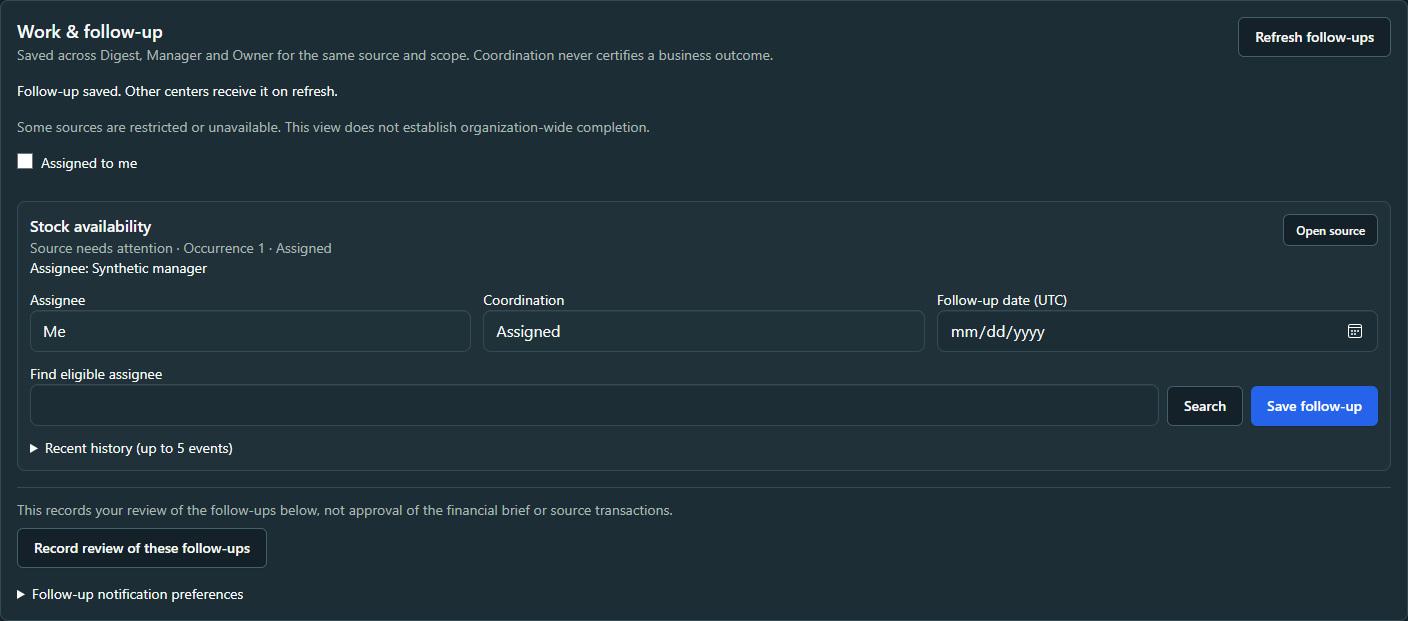 Work & follow-up
Refresh follow-ups
Saved across Digest, Manager and Owner for the same source and scope. Coordination never certifies a business outcome.
Follow-up saved. Other centers receive it on refresh.
Some sources are restricted or unavailable. This view does not establish organization-wide completion.
Assigned to me
Stock availability
Open source
Source needs attention · Occurrence 1 · Assigned
Assignee: Synthetic manager
Assignee
Coordination
Follow-up date (UTC)
Me
Assigned
mm/dd/yyyy
Find eligible assignee
Search
Save follow-up
Recent history (up to 5 events)
This records your review of the follow-ups below, not approval of the financial brief or source transactions.
Record review of these follow-ups
Follow-up notification preferences